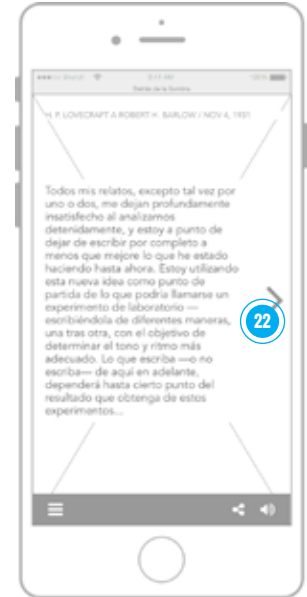 Detrás de la Sombra
H. P. LOVECRAFT A ROBERT H. BARLOW / NOV 4, 1931
Todos mis relatos, excepto tal vez por
uno o dos, me dejan profundamente
insatisfecho al analizarnos
detenidamente, y estoy a punto de
dejar de escribir por completo a
menos que mejore lo que he estado
haciendo hasta ahora. Estoy utilizando
esta nueva idea como punto de
partida de lo que podría llamarse un
experimento de laboratorio —
escribiéndola de diferentes maneras,
una tras otra, con el objetivo de
determinar el tono y ritmo más
adecuado. Lo que escriba —o no
escriba— de aquí en adelante,
dependerá hasta cierto punto del
resultado que obtenga de estos
experimentos...
22